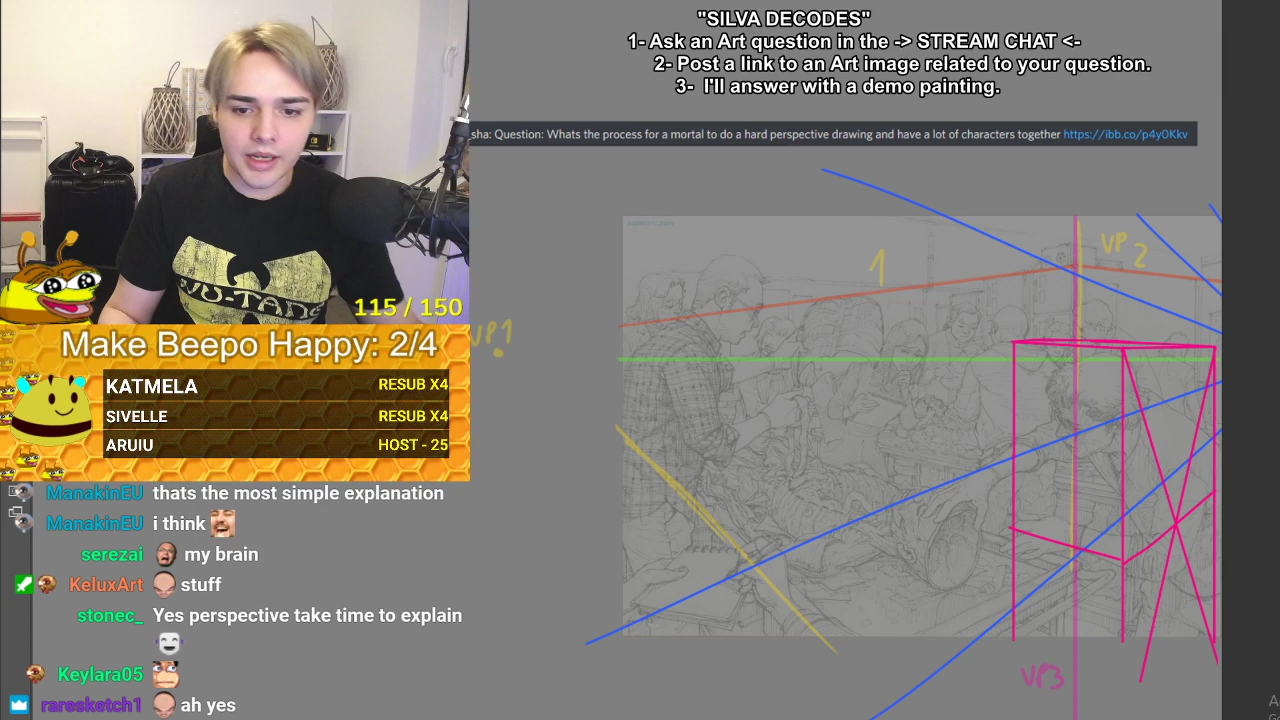 "SILVA DECODES"
1- Ask an Art question in the -> STREAM CHAT <-
2- Post a link to an Art image related to your question.
3- I'll answer with a demo painting.
sha: Question: Whats the process for a mortal to do a hard perspective drawing and have a lot of characters together https://ibb.co/p4y0Kkv
WU-TANG
115 / 150
Make Beepo Happy: 2/4
KATMELA RESUB X4
SIVELLE RESUB X4
ARUIU HOST - 25
ManakinEU thats the most simple explanation
ManakinEU i think
serezai my brain
KeluxArt stuff
stonec_ Yes perspective take time to explain
Keylara05
raresketch1 ah yes
VP1
1
VP2
VP3